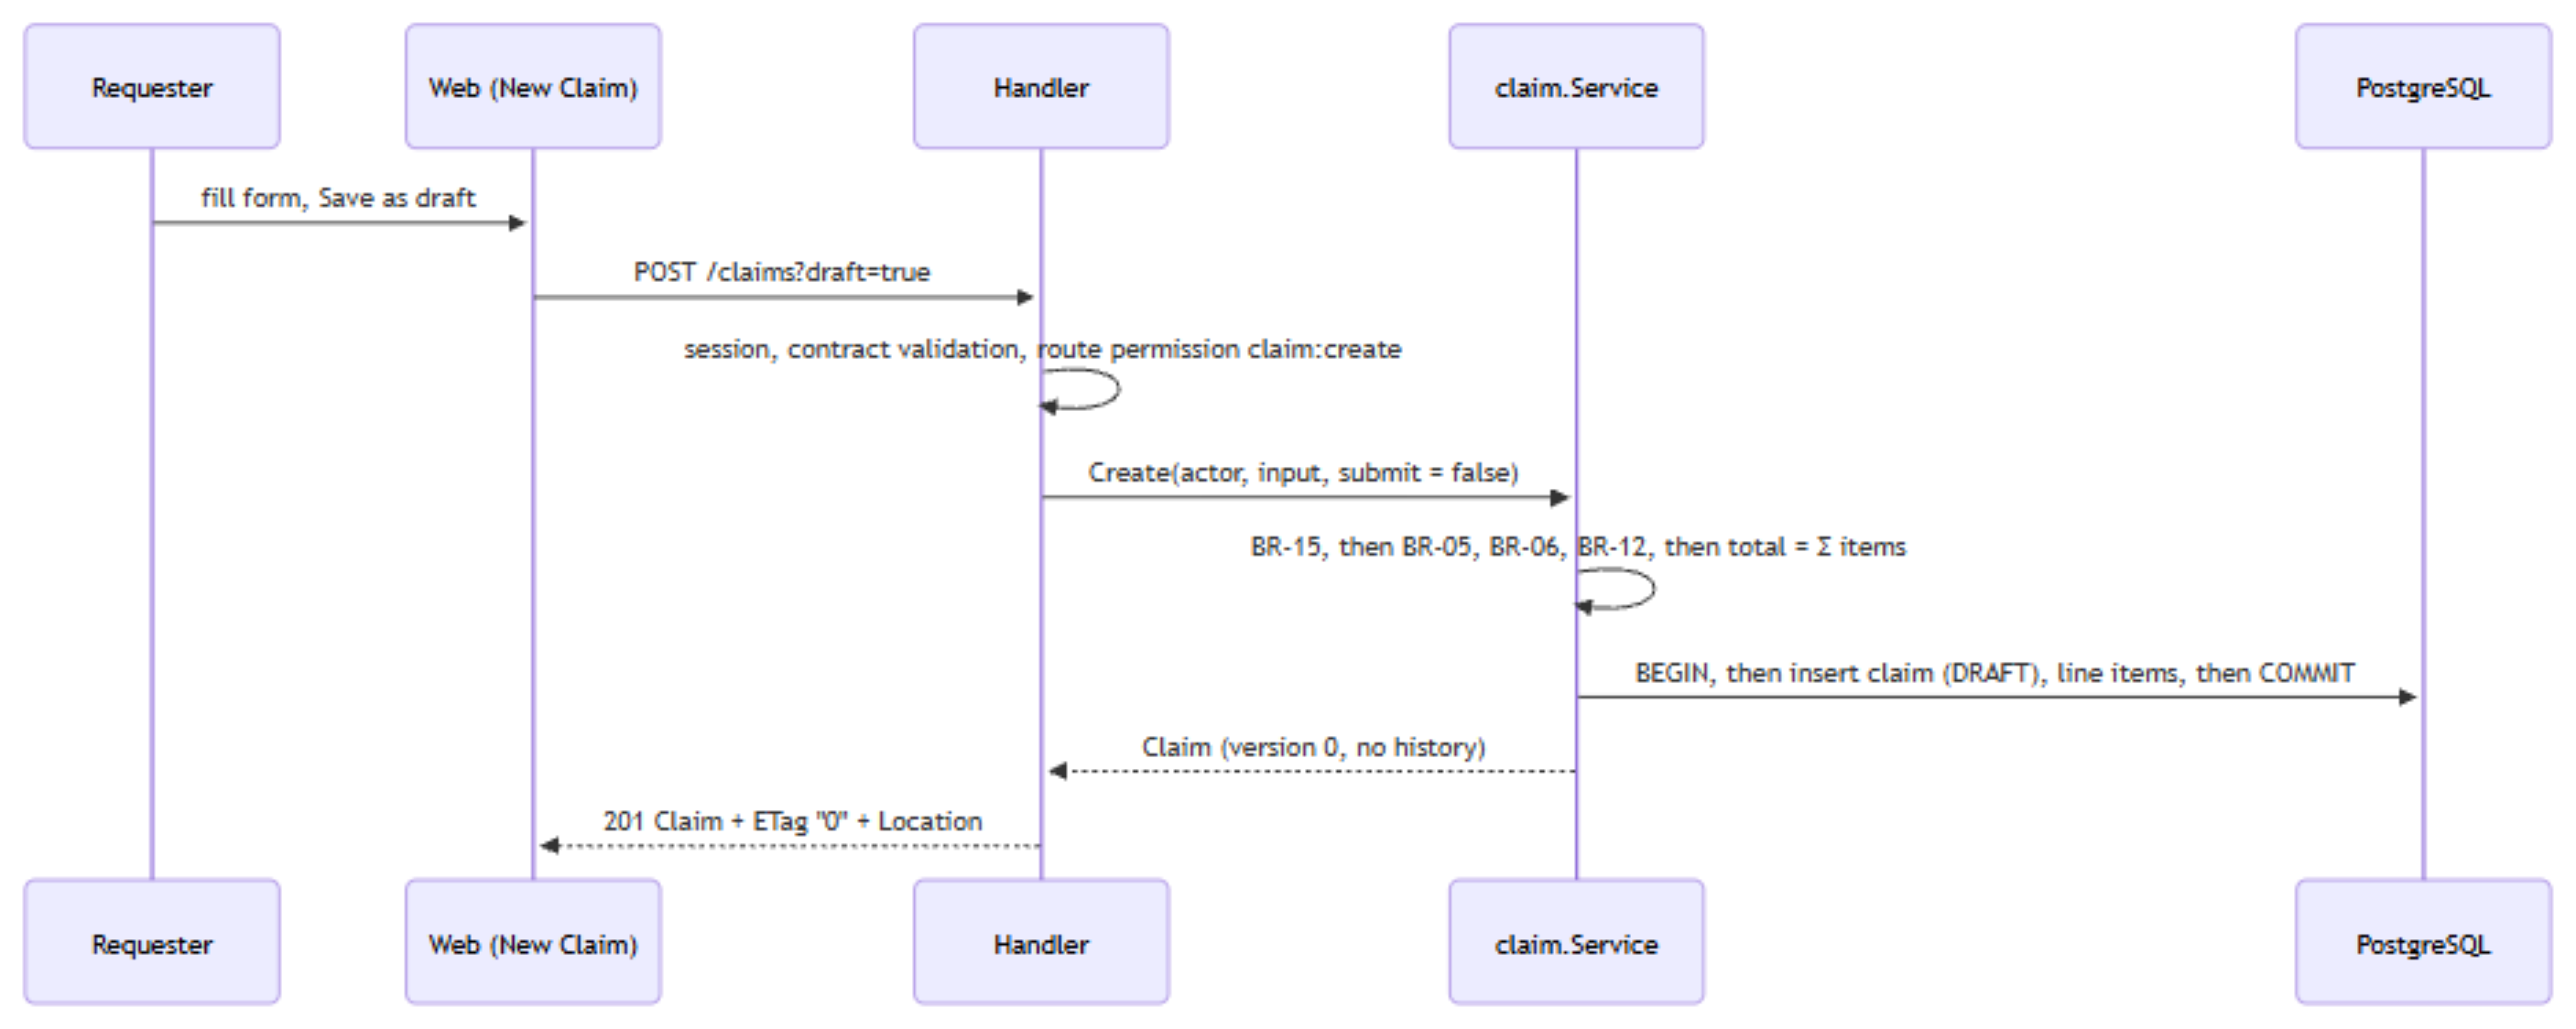 Requester
Web (New Claim)
Handler
claim.Service
PostgreSQL
fill form, Save as draft
POST /claims?draft=true
session, contract validation, route permission claim:create
Create(actor, input, submit = false)
BR-15, then BR-05, BR-06, BR-12, then total = Σ items
BEGIN, then insert claim (DRAFT), line items, then COMMIT
Claim (version 0, no history)
201 Claim + ETag "0" + Location
Requester
Web (New Claim)
Handler
claim.Service
PostgreSQL